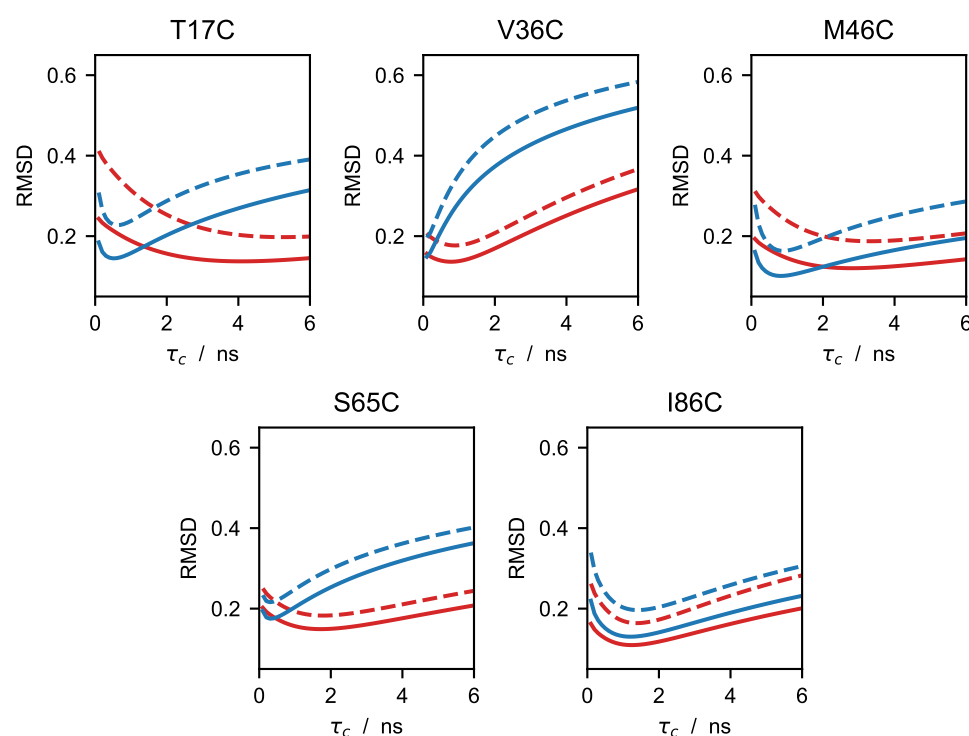 T17C V36C M46C
RMSD RMSD RMSD
0.6 0.6 0.6
0.4 0.4 0.4
0.2 0.2 0.2
0 2 4 6 0 2 4 6 0 2 4 6
τc / ns τc / ns τc / ns
S65C I86C
RMSD RMSD
0.6 0.6
0.4 0.4
0.2 0.2
0 2 4 6 0 2 4 6
τc / ns τc / ns